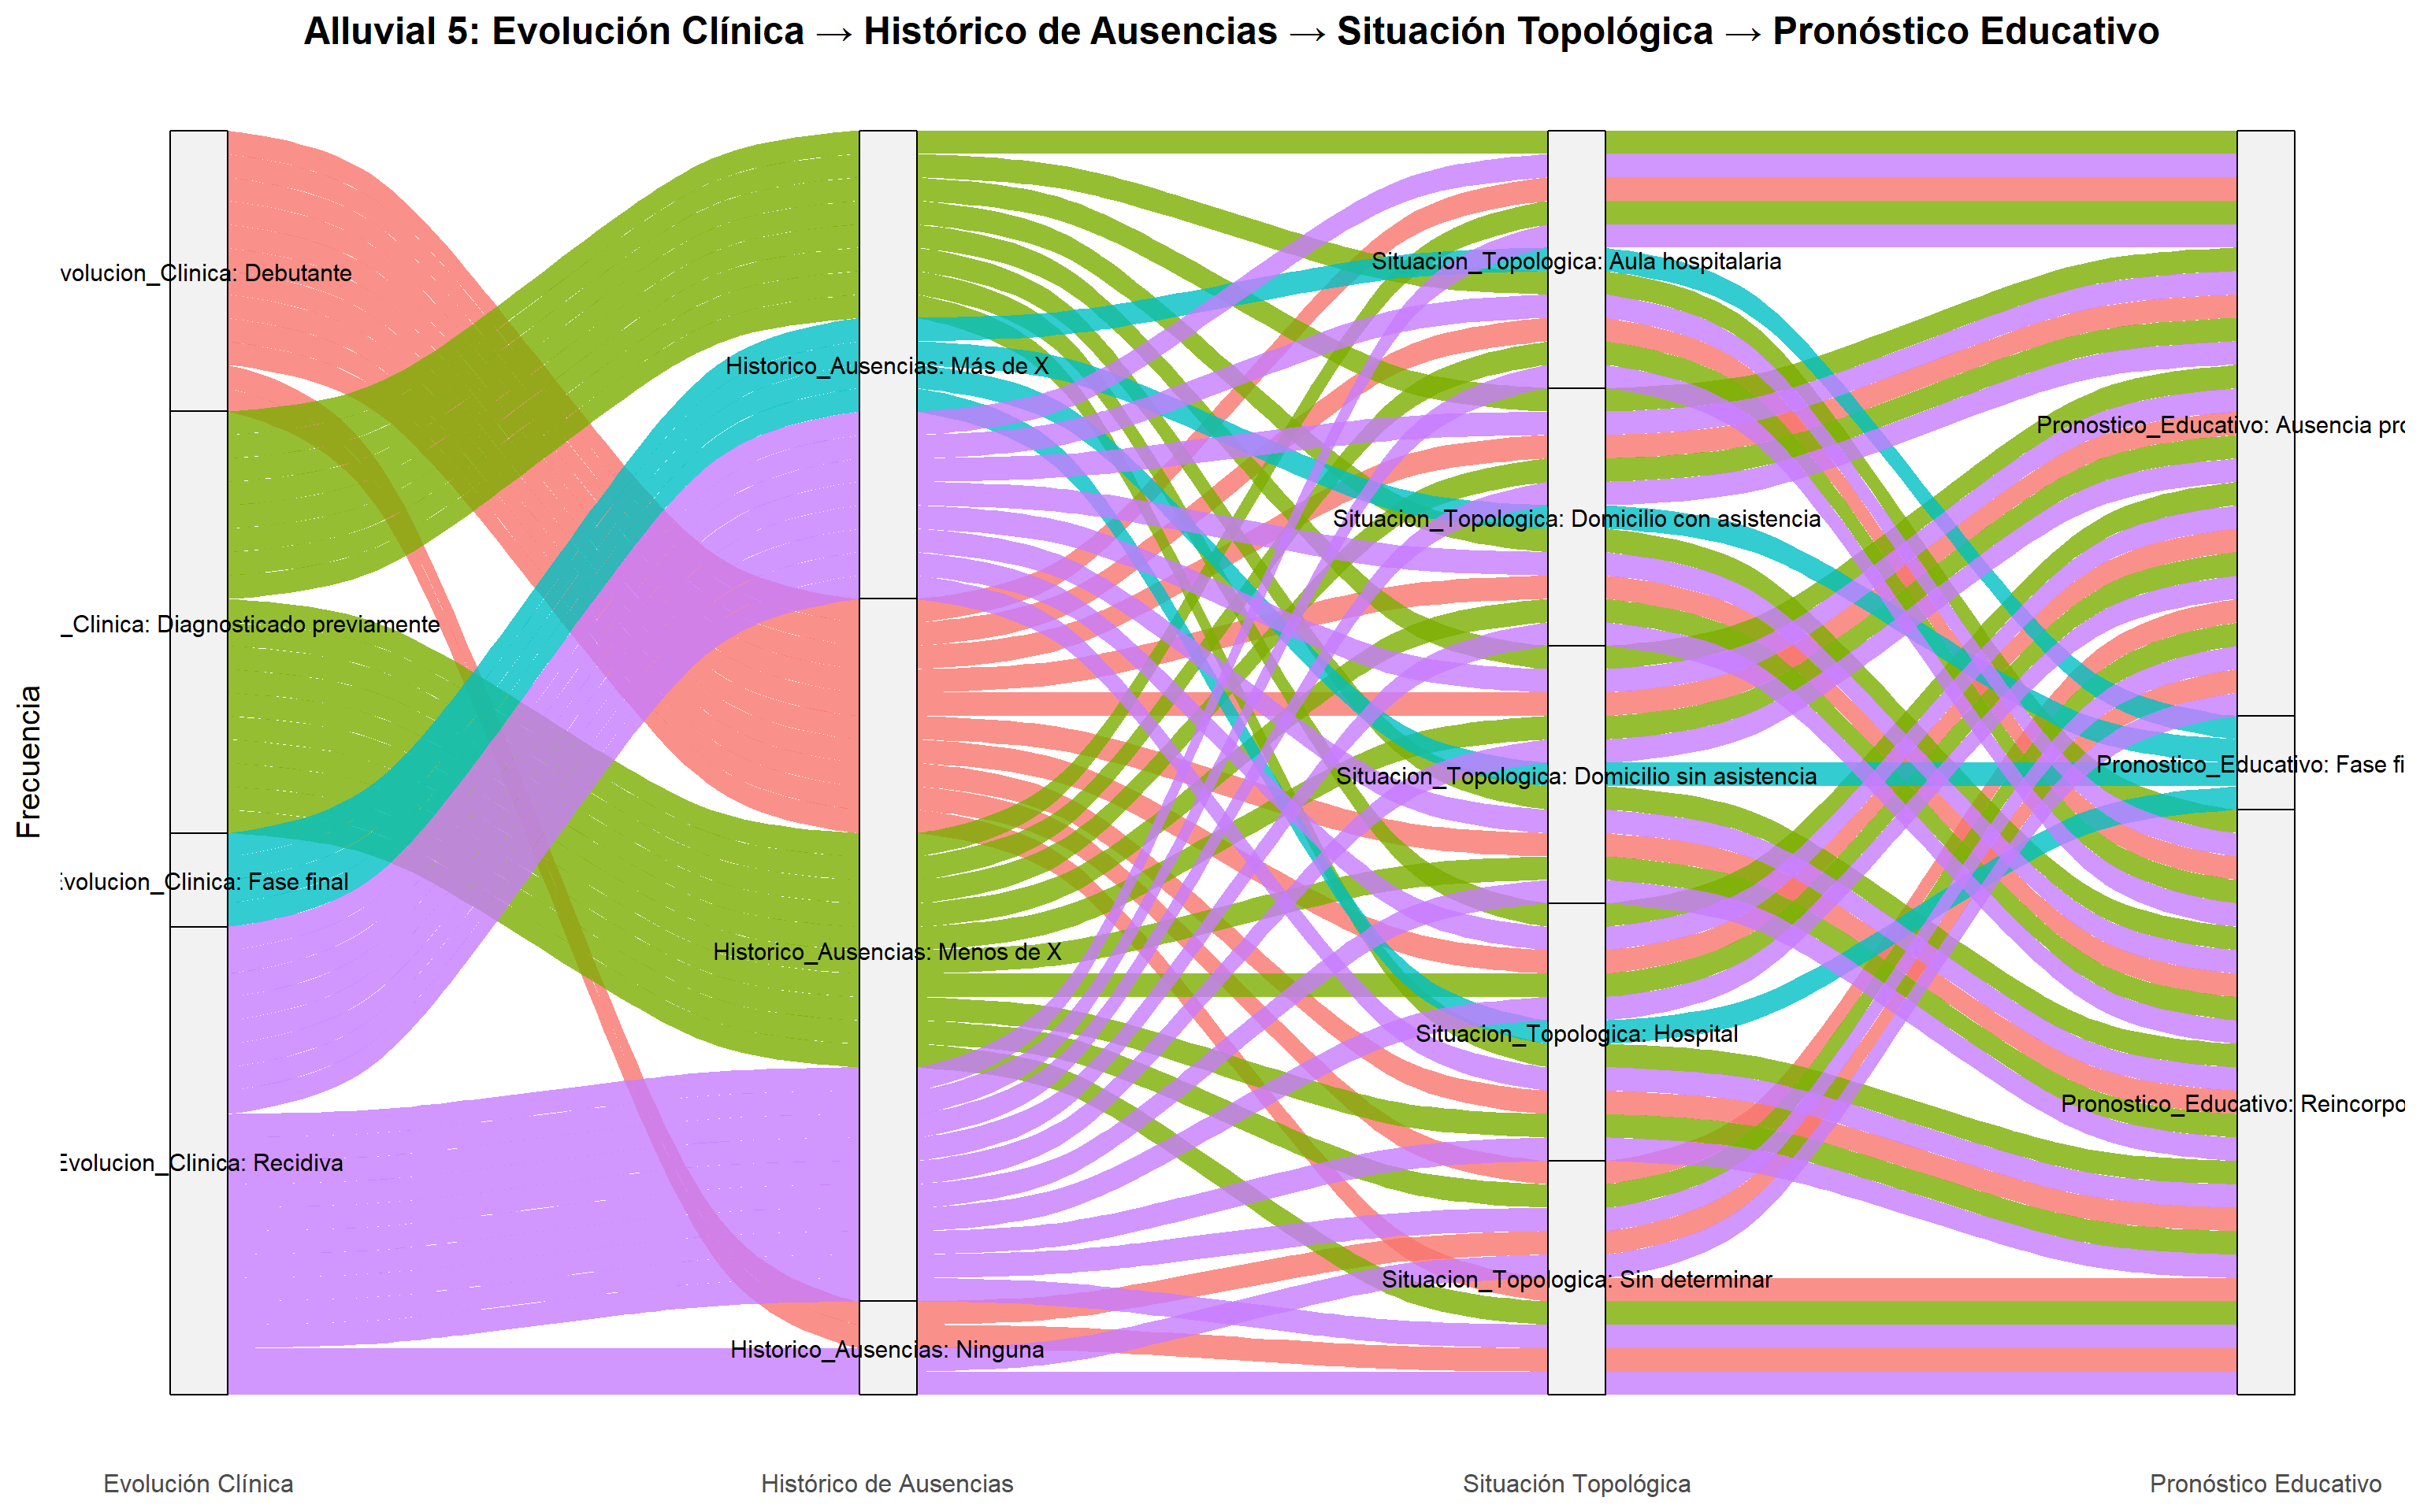 Alluvial 5: Evolución Clínica → Histórico de Ausencias → Situación Topológica → Pronóstico Educativo
Frecuencia
volucion_Clinica: Debutante
_Clinica: Diagnosticado previamente
Evolucion_Clinica: Fase final
Evolucion_Clinica: Recidiva
Historico_Ausencias: Más de X
Historico_Ausencias: Menos de X
Historico_Ausencias: Ninguna
Situacion_Topologica: Aula hospitalaria
Situacion_Topologica: Domicilio con asistencia
Situacion_Topologica: Domicilio sin asistencia
Situacion_Topologica: Hospital
Situacion_Topologica: Sin determinar
Pronostico_Educativo: Ausencia pro
Pronostico_Educativo: Fase fi
Pronostico_Educativo: Reincorpo
Evolución Clínica
Histórico de Ausencias
Situación Topológica
Pronóstico Educativo